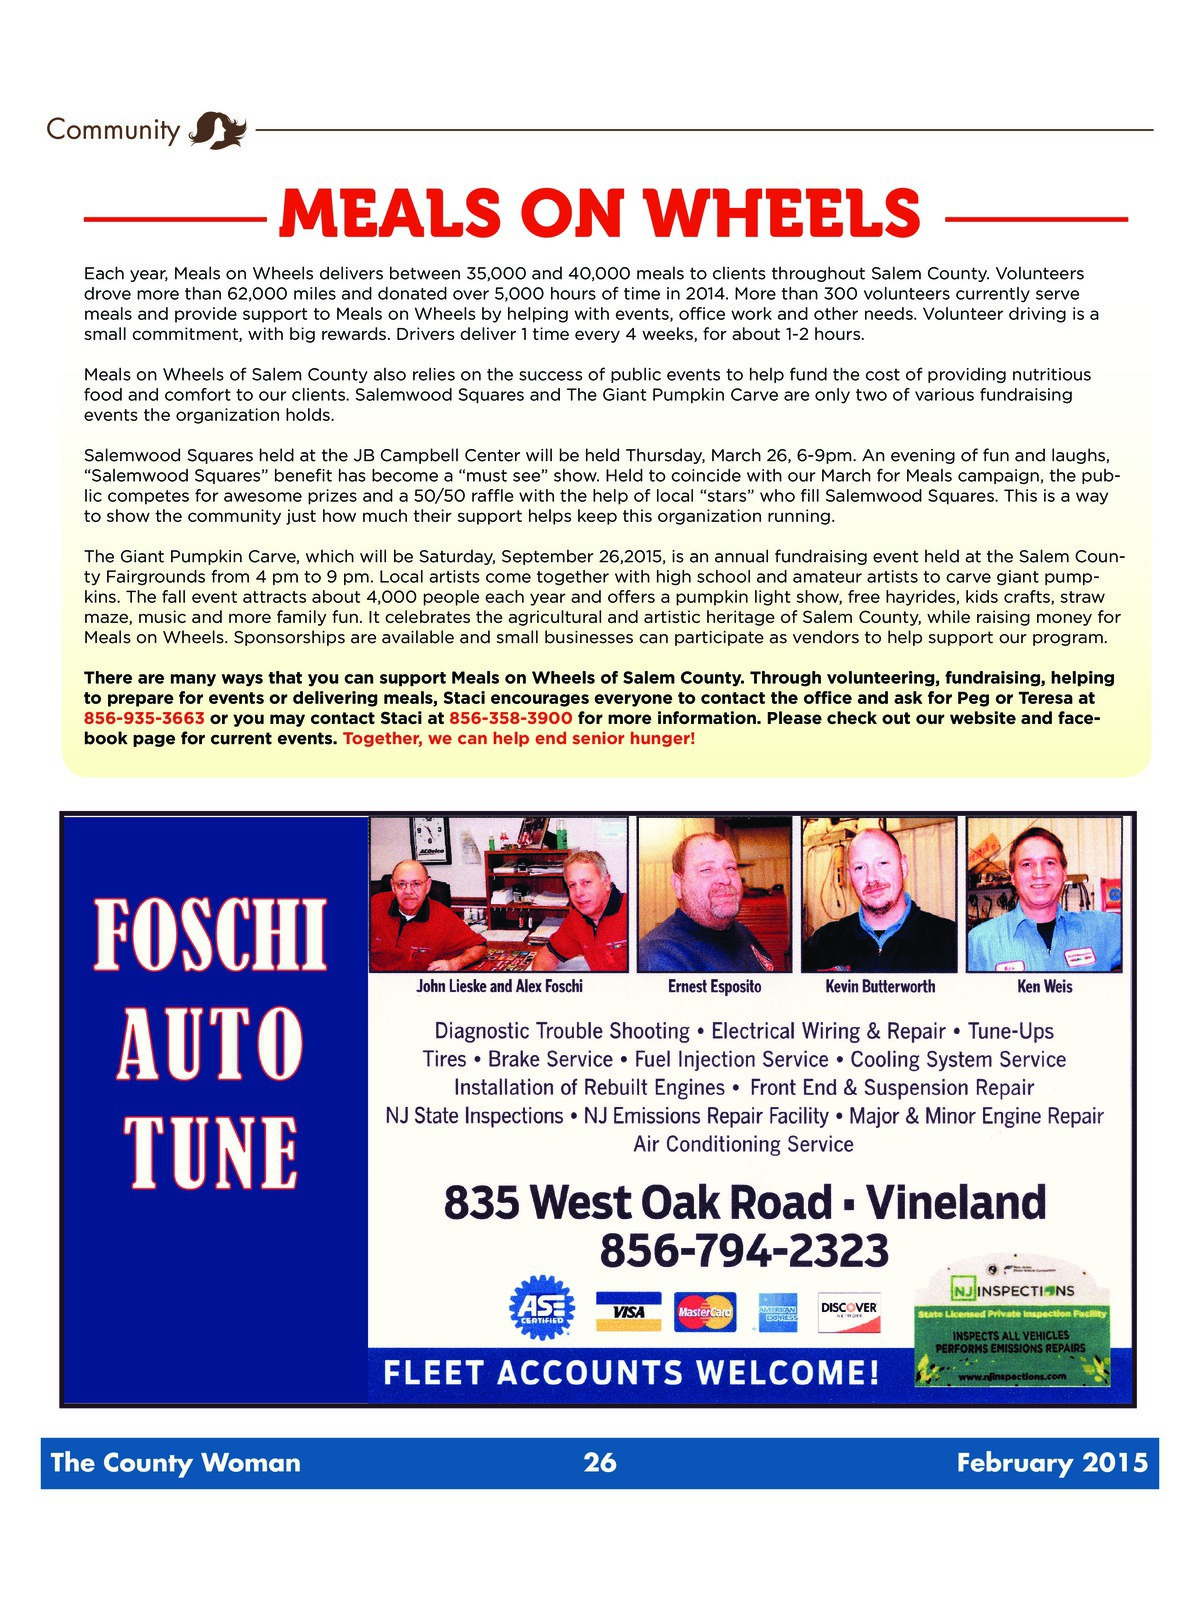 Community
MEALS ON WHEELS
Each year, Meals on Wheels delivers between 35,000 and 40,000 meals to clients throughout Salem County. Volunteers
drove more than 62,000 miles and donated over 5,000 hours of time in 2014. More than 300 volunteers currently serve
meals and provide support to Meals on Wheels by helping with events, office work and other needs. Volunteer driving is a
small commitment, with big rewards. Drivers deliver 1 time every 4 weeks, for about 1-2 hours.
Meals on Wheels of Salem County also relies on the success of public events to help fund the cost of providing nutritious
food and comfort to our clients. Salemwood Squares and The Giant Pumpkin Carve are only two of various fundraising
events the organization holds.
Salemwood Squares held at the JB Campbell Center will be held Thursday, March 26, 6-9pm. An evening of fun and laughs,
“Salemwood Squares” benefit has become a “must see” show. Held to coincide with our March for Meals campaign, the pub-
lic competes for awesome prizes and a 50/50 raffle with the help of local “stars” who fill Salemwood Squares. This is a way
to show the community just how much their support helps keep this organization running.
The Giant Pumpkin Carve, which will be Saturday, September 26,2015, is an annual fundraising event held at the Salem Coun-
ty Fairgrounds from 4 pm to 9 pm. Local artists come together with high school and amateur artists to carve giant pump-
kins. The fall event attracts about 4,000 people each year and offers a pumpkin light show, free hayrides, kids crafts, straw
maze, music and more family fun. It celebrates the agricultural and artistic heritage of Salem County, while raising money for
Meals on Wheels. Sponsorships are available and small businesses can participate as vendors to help support our program.
There are many ways that you can support Meals on Wheels of Salem County. Through volunteering, fundraising, helping
to prepare for events or delivering meals, Staci encourages everyone to contact the office and ask for Peg or Teresa at
856-935-3663 or you may contact Staci at 856-358-3900 for more information. Please check out our website and face-
book page for current events. Together, we can help end senior hunger!
FOSCHI
AUTO
TUNE
ACDelco
John Lieske and Alex Foschi
Ernest Esposito
Kevin Butterworth
Ken Weis
Diagnostic Trouble Shooting • Electrical Wiring & Repair • Tune-Ups
Tires • Brake Service • Fuel Injection Service • Cooling System Service
Installation of Rebuilt Engines • Front End & Suspension Repair
NJ State Inspections • NJ Emissions Repair Facility • Major & Minor Engine Repair
Air Conditioning Service
835 West Oak Road ▪ Vineland
856-794-2323
ASE
CERTIFIED
VISA
MasterCard
AMERICAN
EXPRESS
DISCOVER
NETWORK
NJ INSPECTIONS
State Licensed Private Inspection Facility
INSPECTS ALL VEHICLES
PERFORMS EMISSIONS REPAIRS
www.njinspections.com
FLEET ACCOUNTS WELCOME!
The County Woman
26
February 2015